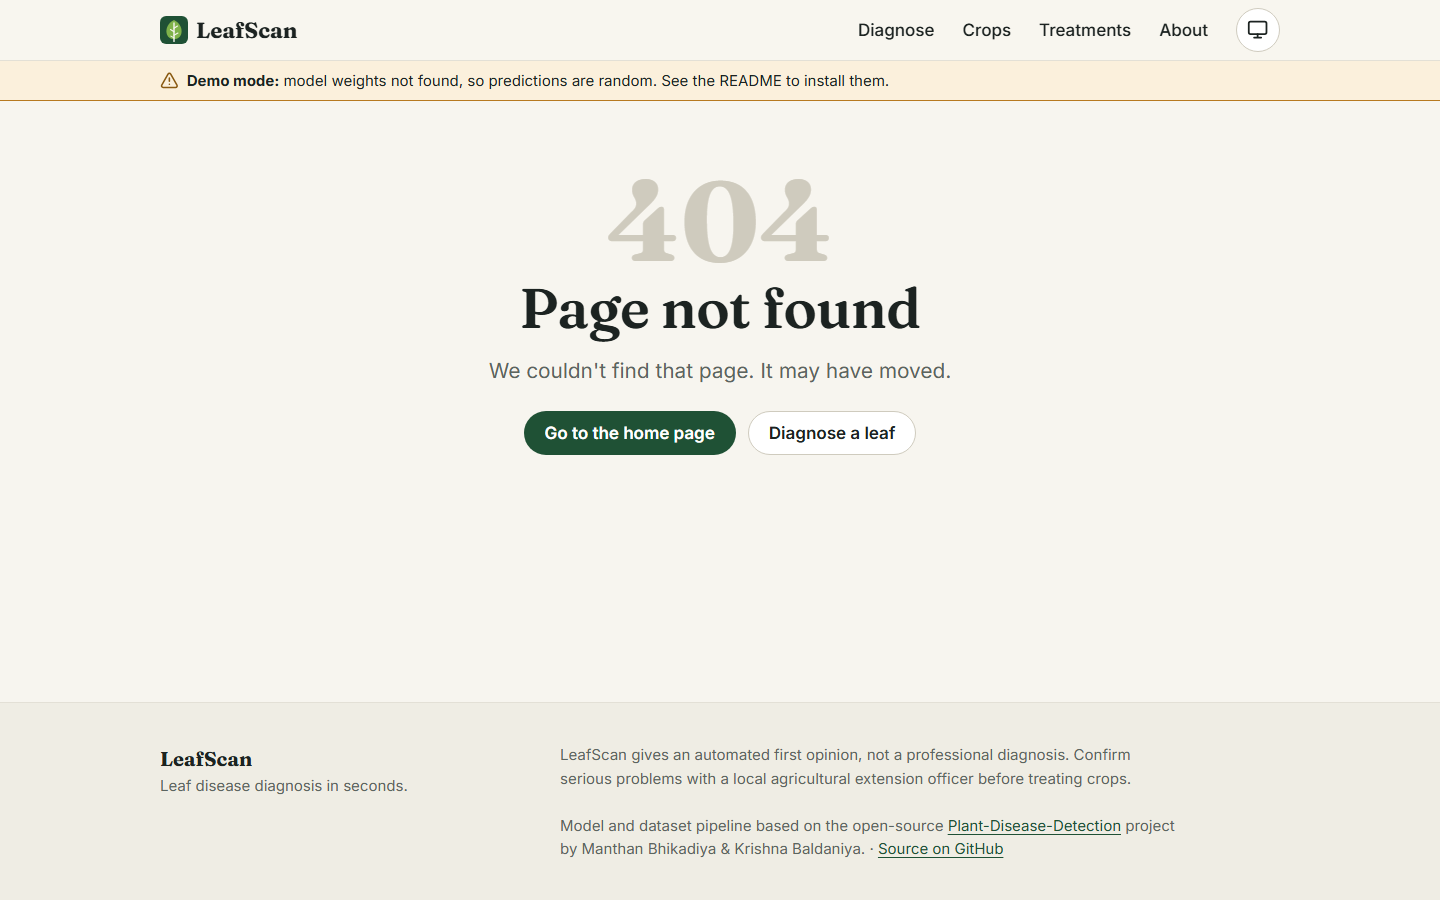 LeafScan
Diagnose
Crops
Treatments
About
Demo mode: model weights not found, so predictions are random. See the README to install them.
404
Page not found
We couldn't find that page. It may have moved.
Go to the home page
Diagnose a leaf
LeafScan
Leaf disease diagnosis in seconds.
LeafScan gives an automated first opinion, not a professional diagnosis. Confirm
serious problems with a local agricultural extension officer before treating crops.
Model and dataset pipeline based on the open-source Plant-Disease-Detection project
by Manthan Bhikadiya & Krishna Baldaniya. · Source on GitHub